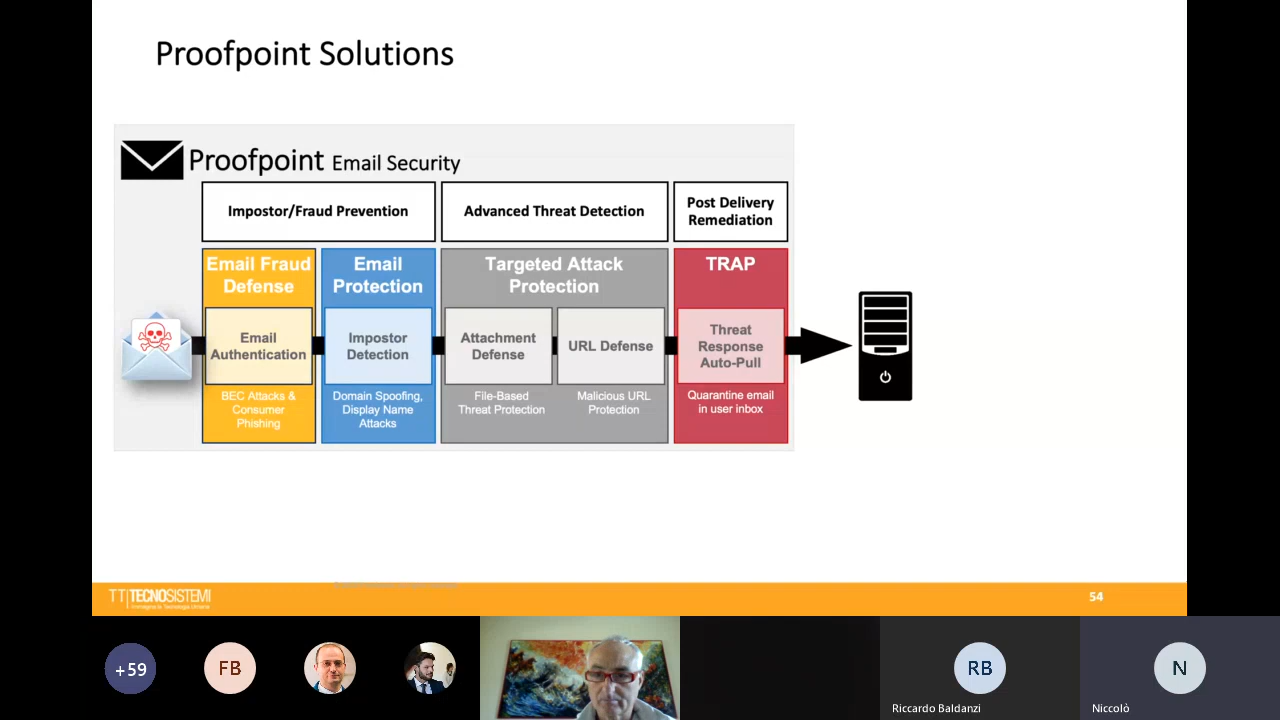 Proofpoint Solutions
Proofpoint Email Security
Impostor/Fraud Prevention
Advanced Threat Detection
Post Delivery
Remediation
Email Fraud
Defense
Email
Authentication
BEC Attacks &
Consumer
Phishing
Email
Protection
Impostor
Detection
Domain Spoofing,
Display Name
Attacks
Targeted Attack
Protection
Attachment
Defense
File-Based
Threat Protection
URL Defense
Malicious URL
Protection
TRAP
Threat
Response
Auto-Pull
Quarantine email
in user inbox
TT TECNOSISTEMI
54
+59
FB
RB
Riccardo Baldanzi
N
Niccolò